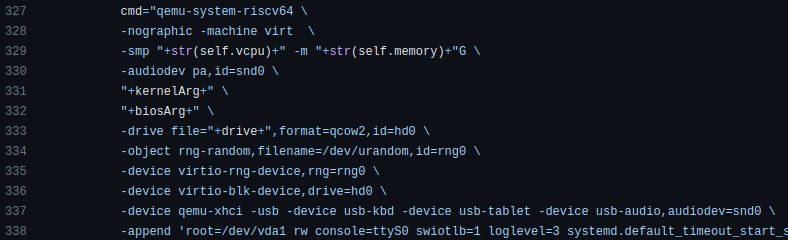 327 cmd="qemu-system-riscv64 \
328 -nographic -machine virt  \
329 -smp "+str(self.vcpu)+" -m "+str(self.memory)+"G \
330 -audiodev pa,id=snd0 \
331 "+kernelArg+" \
332 "+biosArg+" \
333 -drive file="+drive+",format=qcow2,id=hd0 \
334 -object rng-random,filename=/dev/urandom,id=rng0 \
335 -device virtio-rng-device,rng=rng0 \
336 -device virtio-blk-device,drive=hd0 \
337 -device qemu-xhci -usb -device usb-kbd -device usb-tablet -device usb-audio,audiodev=snd0 \
338 -append 'root=/dev/vda1 rw console=ttyS0 swiotlb=1 loglevel=3 systemd.default_timeout_start_s